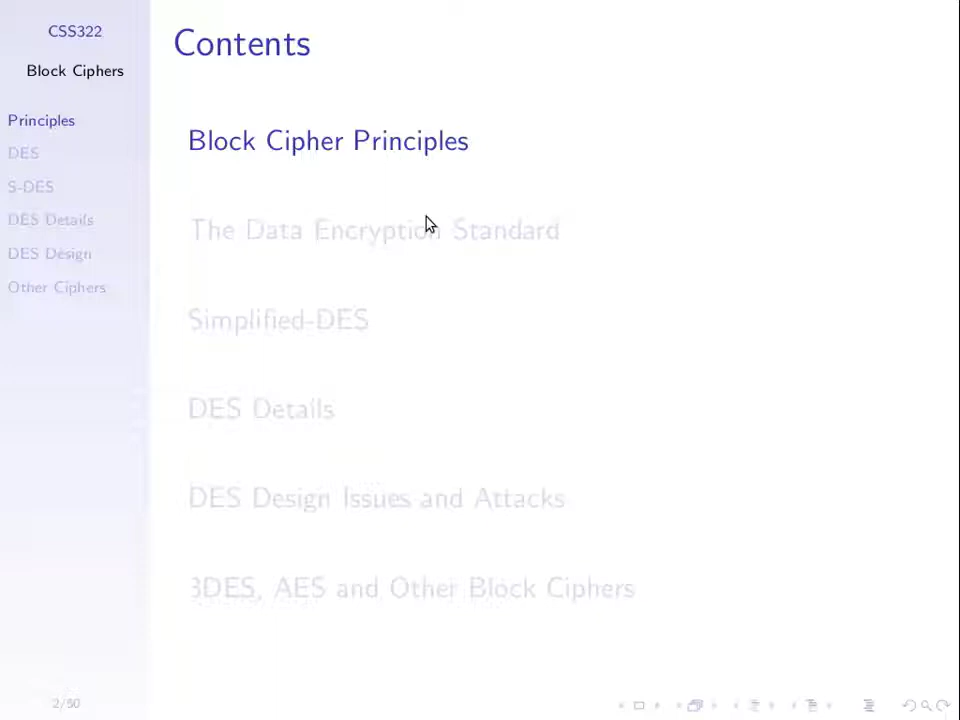 CSS322
Block Ciphers
Principles
DES
S-DES
DES Details
DES Design
Other Ciphers
2/50
Contents
Block Cipher Principles
The Data Encryption Standard
Simplified-DES
DES Details
DES Design Issues and Attacks
3DES, AES and Other Block Ciphers